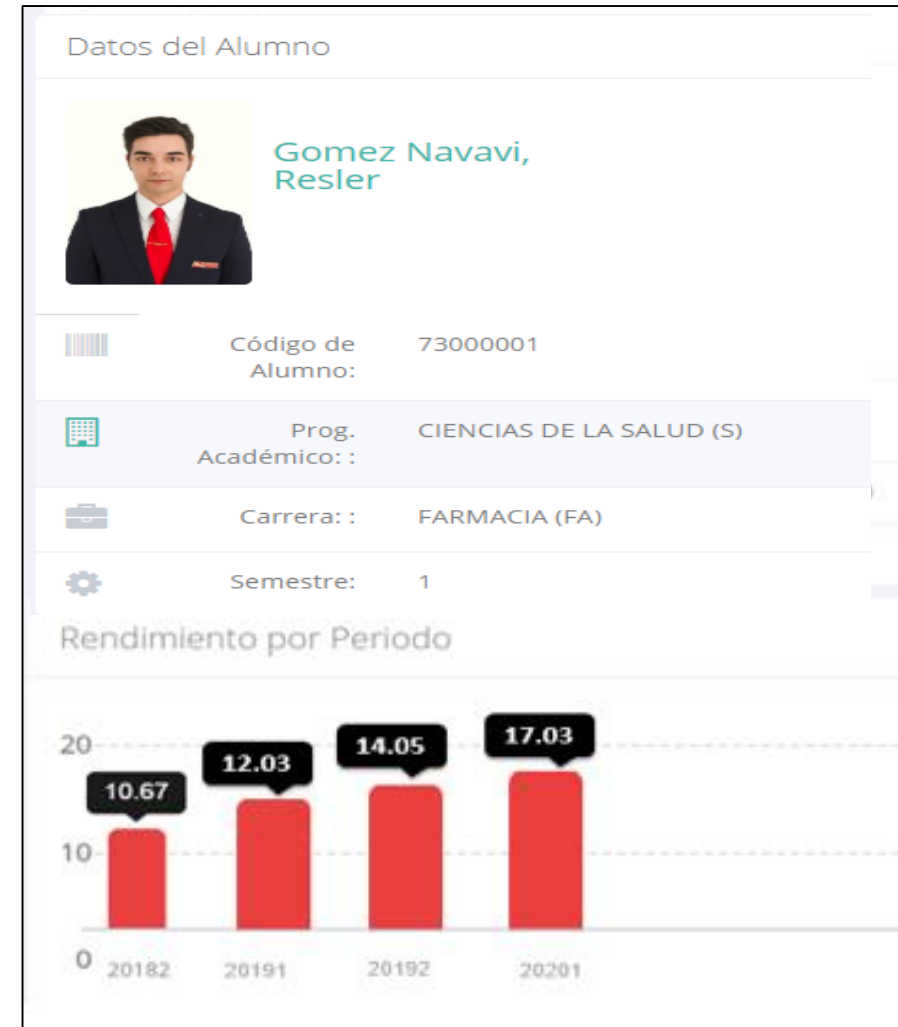 Datos del Alumno
Gomez Navavi,
Resler
Código de
Alumno:
73000001
Prog.
Académico: :
CIENCIAS DE LA SALUD (S)
Carrera: :
FARMACIA (FA)
Semestre:
1
Rendimiento por Periodo
20
10
0
10.67
12.03
14.05
17.03
20182
20191
20192
20201